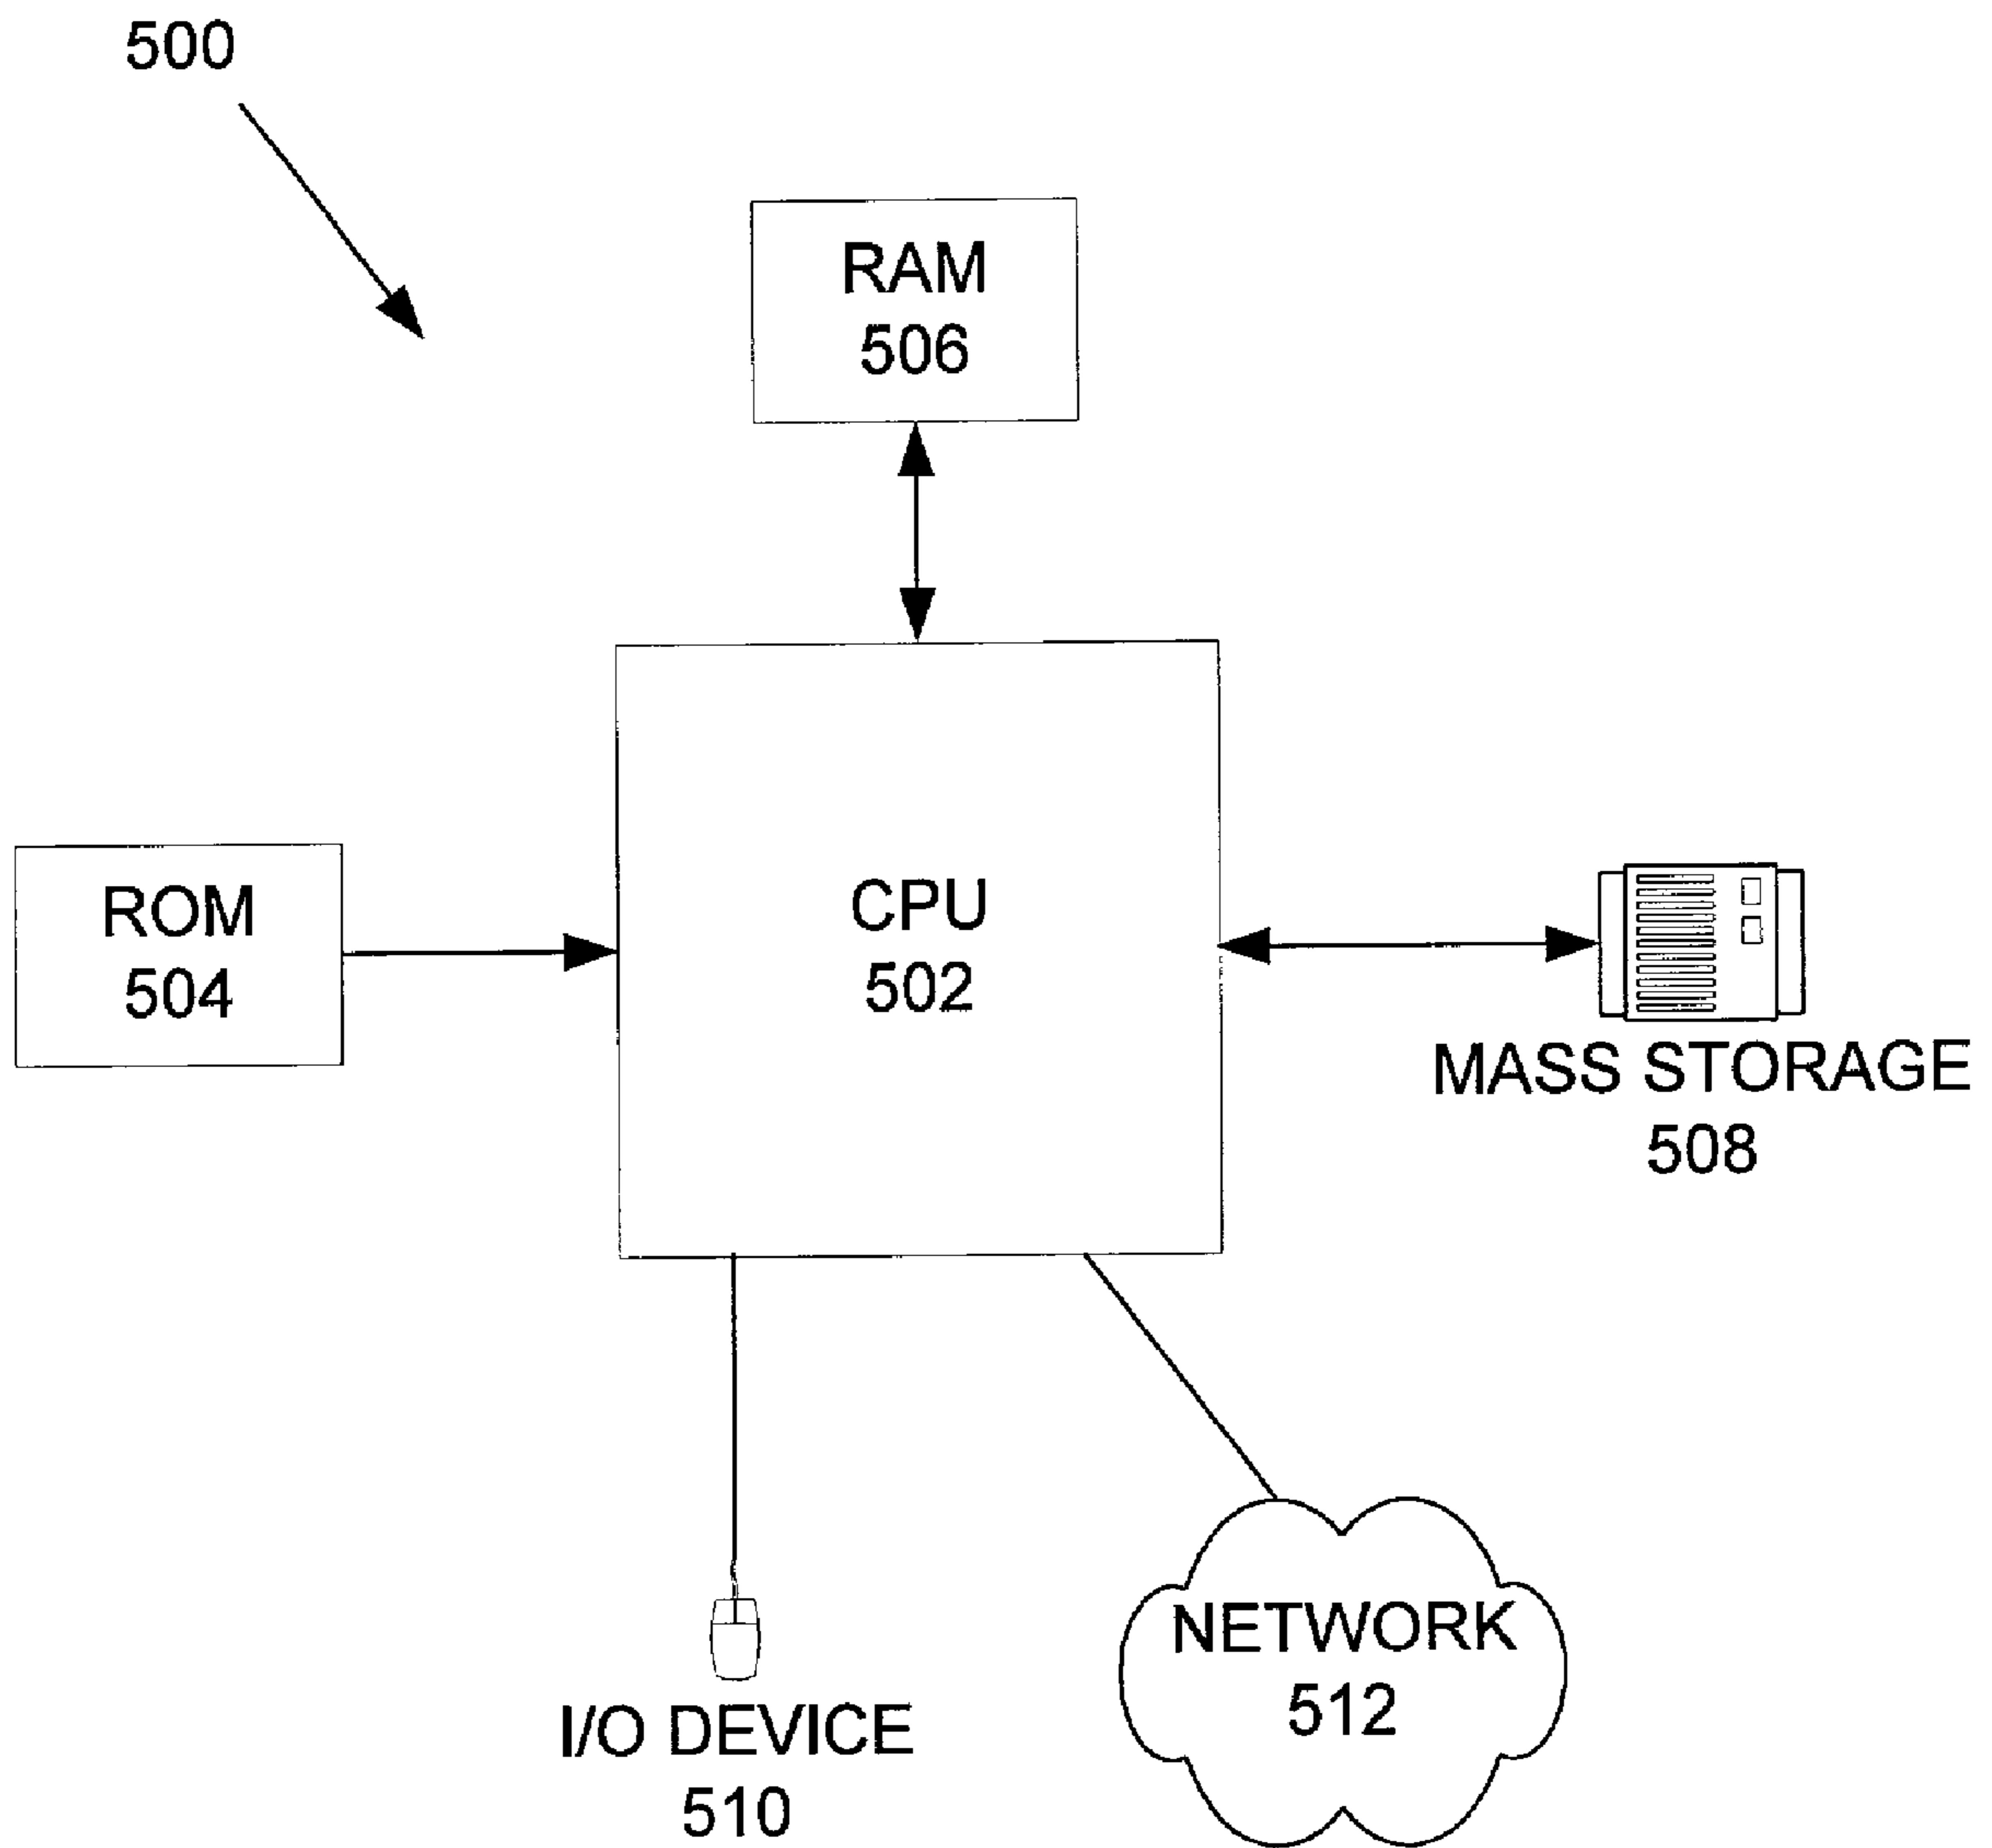 500
RAM
506
ROM
504
CPU
502
MASS STORAGE
508
I/O DEVICE
510
NETWORK
512